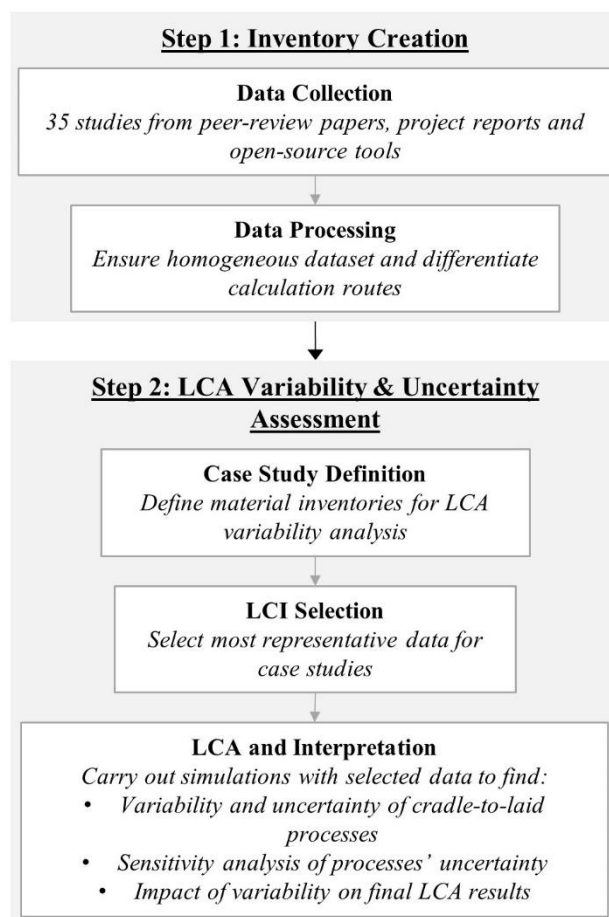 Step 1: Inventory Creation
Data Collection
35 studies from peer-review papers, project reports and
open-source tools
Data Processing
Ensure homogeneous dataset and differentiate
calculation routes
Step 2: LCA Variability & Uncertainty
Assessment
Case Study Definition
Define material inventories for LCA
variability analysis
LCI Selection
Select most representative data for
case studies
LCA and Interpretation
Carry out simulations with selected data to find:
• Variability and uncertainty of cradle-to-laid
processes
• Sensitivity analysis of processes’ uncertainty
• Impact of variability on final LCA results